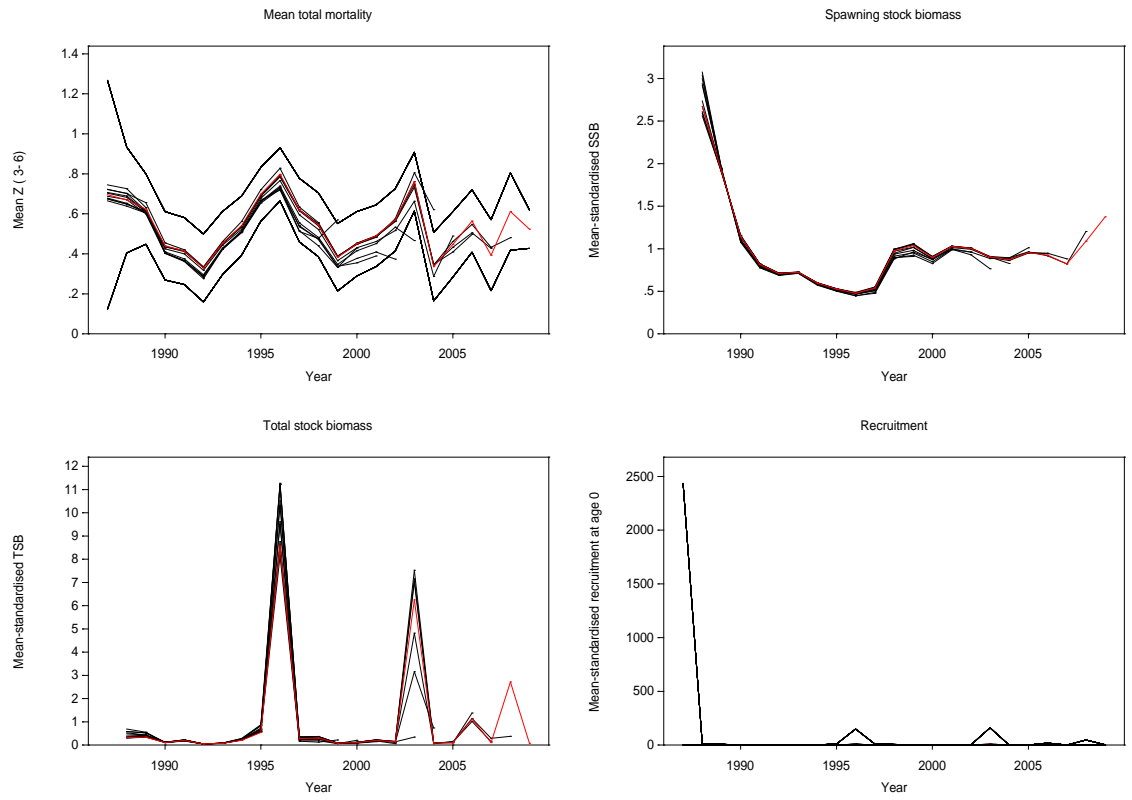 Mean total mortality
1.4
1.2
1
.8
.6
.4
.2
0
Mean Z ( 3- 6)
1990 1995 2000 2005
Year
Spawning stock biomass
3
2.5
2
1.5
1
.5
0
Mean-standardised SSB
1990 1995 2000 2005
Year
Total stock biomass
12
11
10
9
8
7
6
5
4
3
2
1
0
Mean-standardised TSB
1990 1995 2000 2005
Year
Recruitment
2500
2000
1500
1000
500
0
Mean-standardised recruitment at age 0
1990 1995 2000 2005
Year